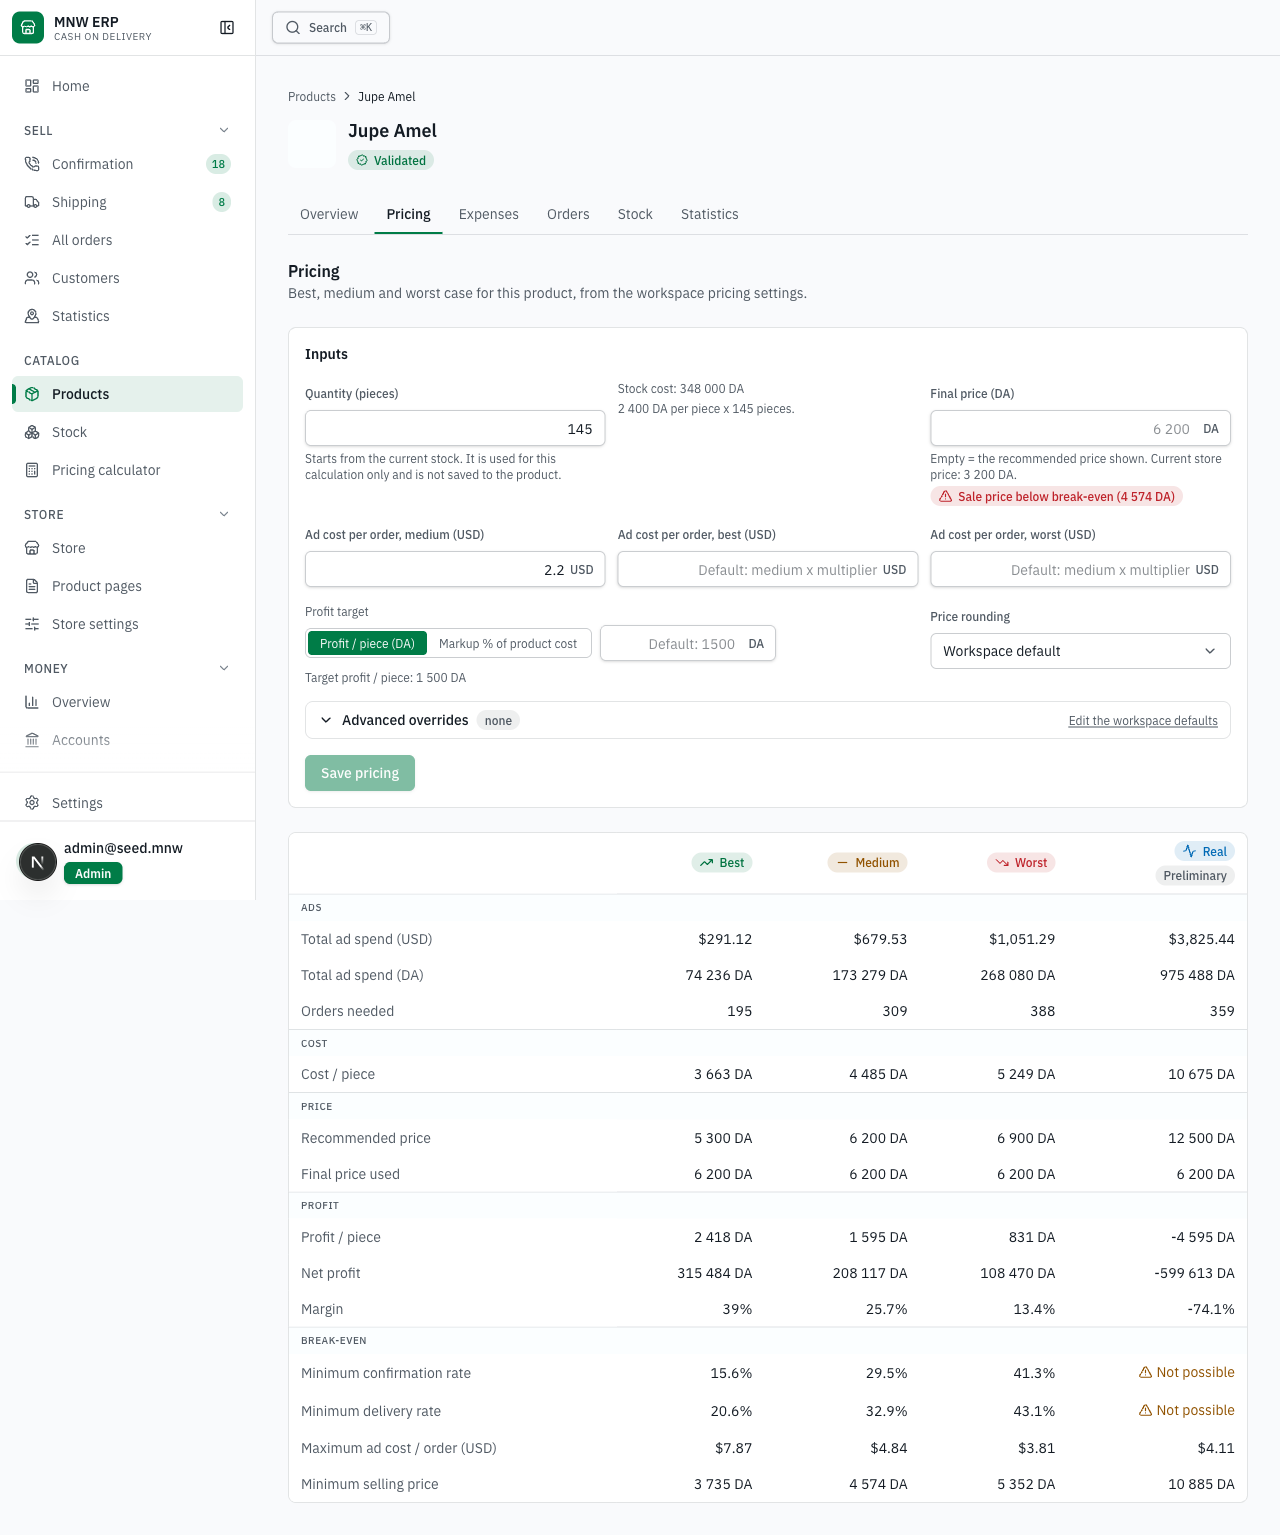 MNW ERP
CASH ON DELIVERY
Search ⌘K
Home
SELL
Confirmation 18
Shipping 8
All orders
Customers
Statistics
CATALOG
Products
Stock
Pricing calculator
STORE
Store
Product pages
Store settings
MONEY
Overview
Accounts
Settings
N
admin@seed.mnw
Admin
Products Jupe Amel
Jupe Amel
Validated
Overview Pricing Expenses Orders Stock Statistics
Pricing
Best, medium and worst case for this product, from the workspace pricing settings.
Inputs
Quantity (pieces)
145
Starts from the current stock. It is used for this
calculation only and is not saved to the product.
Stock cost: 348 000 DA
2 400 DA per piece x 145 pieces.
Final price (DA)
6 200 DA
Empty = the recommended price shown. Current store
price: 3 200 DA.
Sale price below break-even (4 574 DA)
Ad cost per order, medium (USD)
2.2 USD
Ad cost per order, best (USD)
Default: medium x multiplier USD
Ad cost per order, worst (USD)
Default: medium x multiplier USD
Profit target
Profit / piece (DA) Markup % of product cost Default: 1500 DA
Target profit / piece: 1 500 DA
Price rounding
Workspace default
Advanced overrides none Edit the workspace defaults
Save pricing
Best Medium Worst Real
Preliminary
ADS
Total ad spend (USD) $291.12 $679.53 $1,051.29 $3,825.44
Total ad spend (DA) 74 236 DA 173 279 DA 268 080 DA 975 488 DA
Orders needed 195 309 388 359
COST
Cost / piece 3 663 DA 4 485 DA 5 249 DA 10 675 DA
PRICE
Recommended price 5 300 DA 6 200 DA 6 900 DA 12 500 DA
Final price used 6 200 DA 6 200 DA 6 200 DA 6 200 DA
PROFIT
Profit / piece 2 418 DA 1 595 DA 831 DA -4 595 DA
Net profit 315 484 DA 208 117 DA 108 470 DA -599 613 DA
Margin 39% 25.7% 13.4% -74.1%
BREAK-EVEN
Minimum confirmation rate 15.6% 29.5% 41.3% Not possible
Minimum delivery rate 20.6% 32.9% 43.1% Not possible
Maximum ad cost / order (USD) $7.87 $4.84 $3.81 $4.11
Minimum selling price 3 735 DA 4 574 DA 5 352 DA 10 885 DA